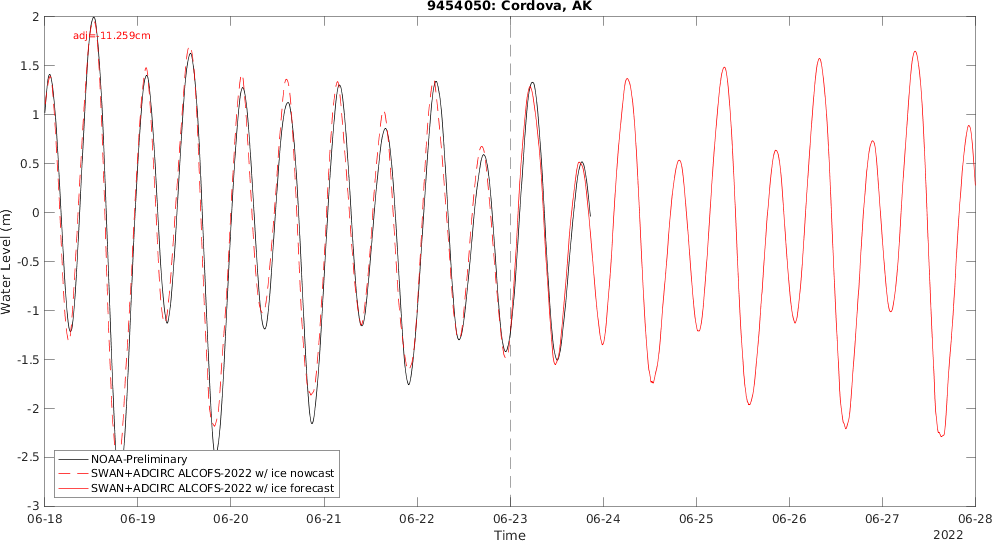 9454050: Cordova, AK
adj=-11.259cm
Water Level (m)
2
1.5
1
0.5
0
-0.5
-1
-1.5
-2
-2.5
-3
NOAA-Preliminary
SWAN+ADCIRC ALCOFS-2022 w/ ice nowcast
SWAN+ADCIRC ALCOFS-2022 w/ ice forecast
06-18 06-19 06-20 06-21 06-22 06-23 06-24 06-25 06-26 06-27 06-28
Time
2022